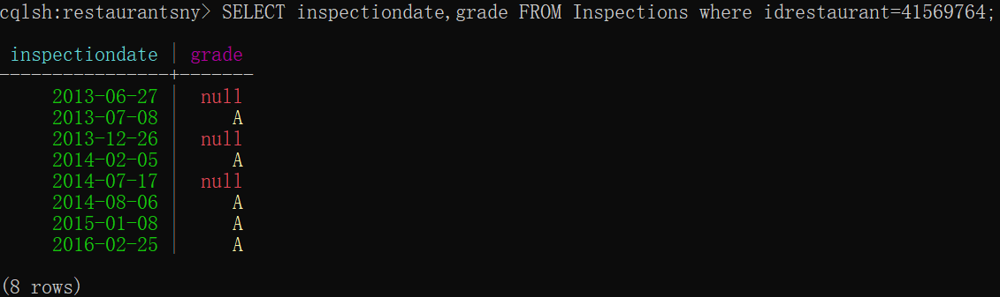 cqlsh:restaurantsny> SELECT inspectiondate,grade FROM Inspections where idrestaurant=41569764;
inspectiondate | grade
----------------+-------
2013-06-27 | null
2013-07-08 | A
2013-12-26 | null
2014-02-05 | A
2014-07-17 | null
2014-08-06 | A
2015-01-08 | A
2016-02-25 | A
(8 rows)